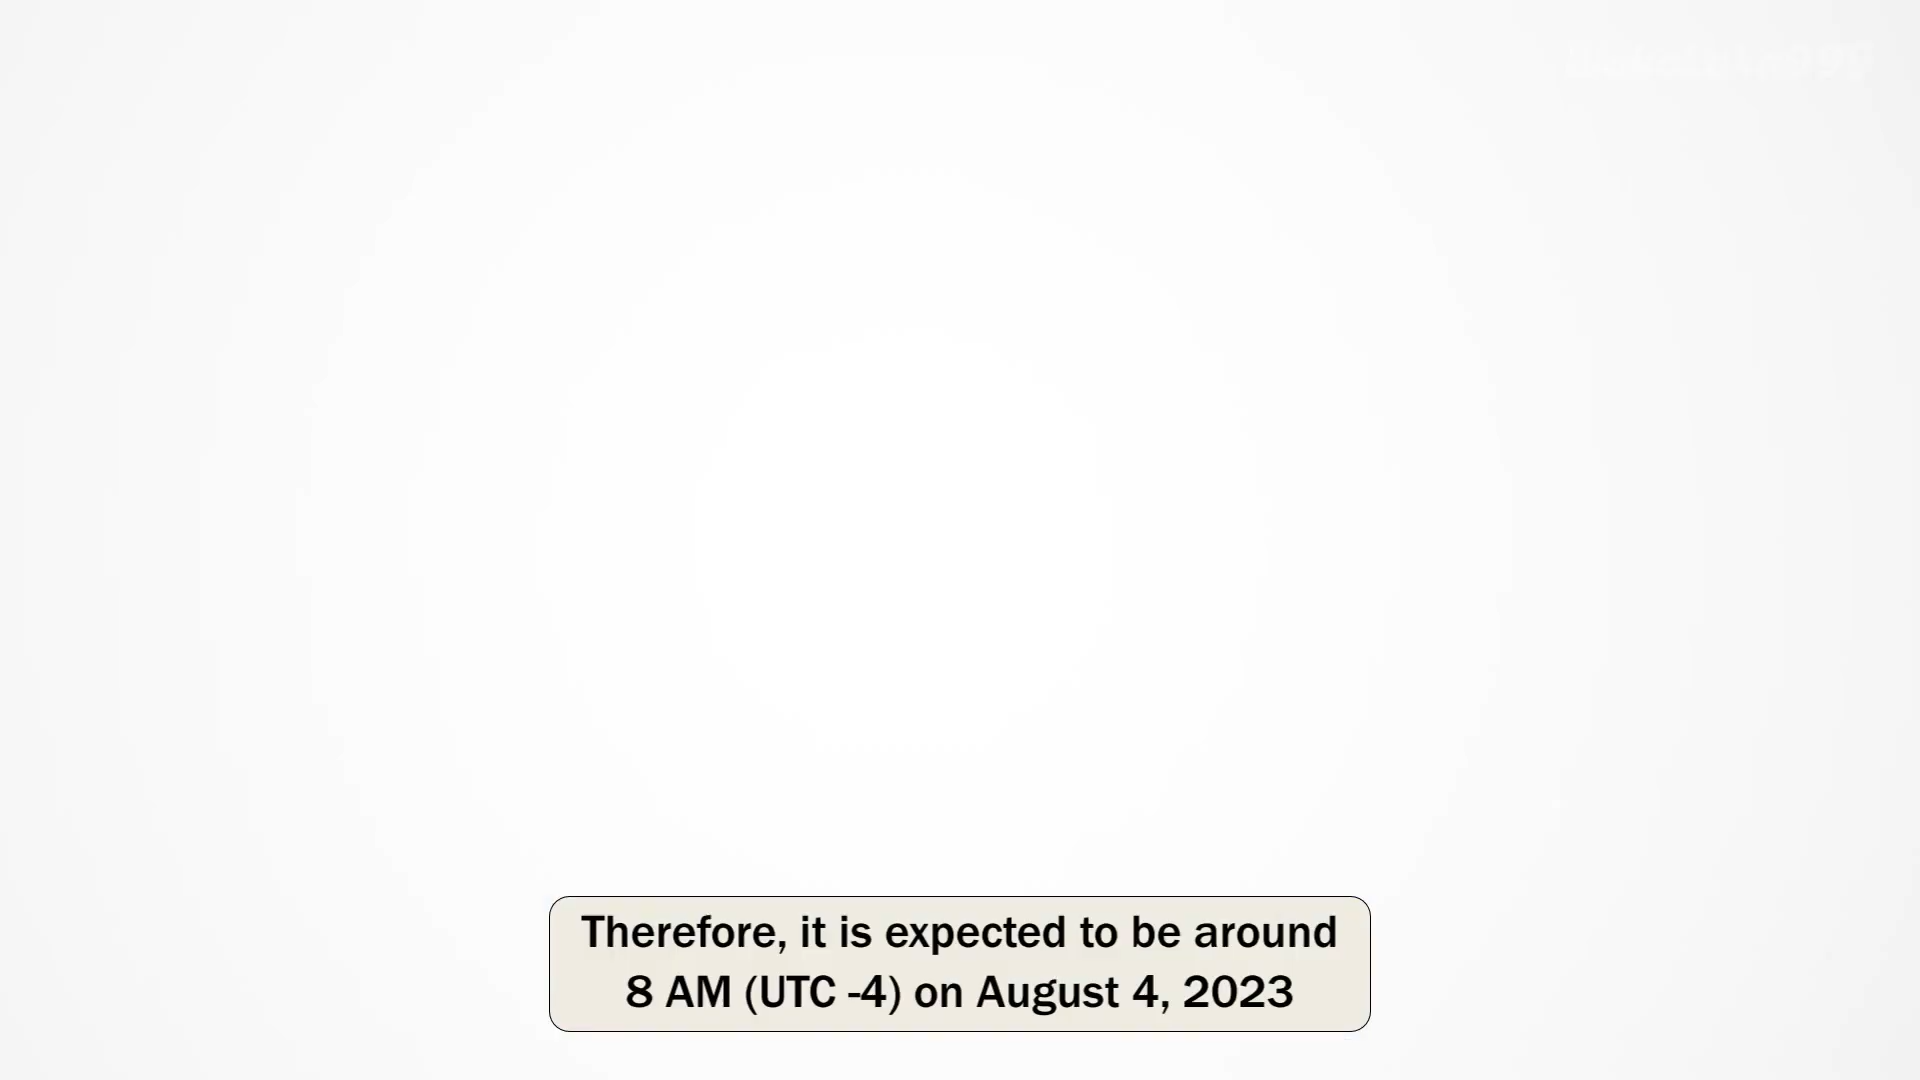 Therefore, it is expected to be around
8 AM (UTC -4) on August 4, 2023